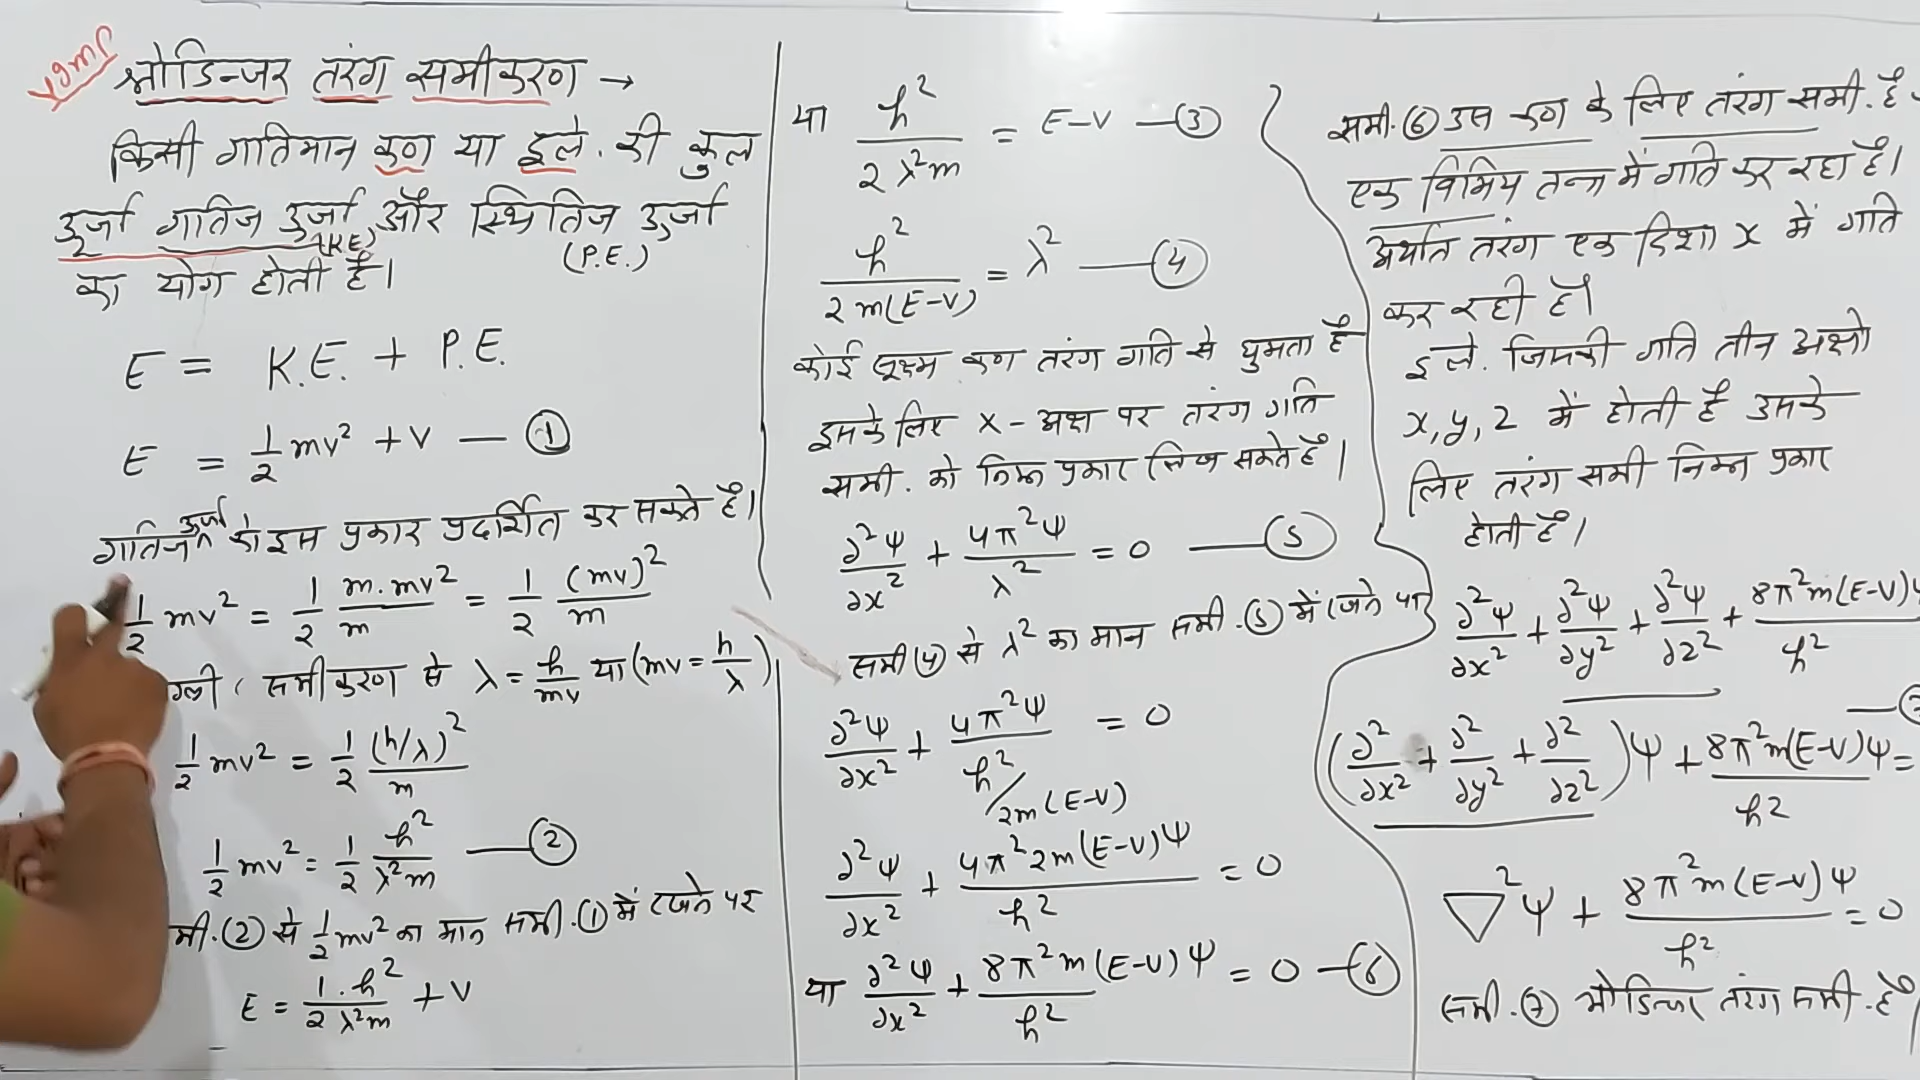 Vgmp
श्रोडिन्जर तरंग समीकरण →
किसी गतिमान कण या इले. की कुल
ऊर्जा गतिज ऊर्जा और स्थितिज ऊर्जा
(K.E.) (P.E.)
का योग होती है।
E = K.E. + P.E.
E = 1/2 mv² + V — ①
गतिज ऊर्जा को इस प्रकार प्रदर्शित कर सकते है।
1/2 mv² = 1/2 m.mv²/m = 1/2 (mv)²/m
समीकरण से λ = h/mv या (mv = h/λ)
1/2 mv² = 1/2 (h/λ)²/m
1/2 mv² = 1/2 h²/λ²m — ②
मी.② से 1/2 mv² का मान समी.① में रखने पर
E = 1.h²/2 λ²m + V
या h²/2λ²m = E-V — ③
h²/2m(E-V) = λ² — ④
कोई सूक्ष्म कण तरंग गति से घुमता है
इसके लिए x-अक्ष पर तरंग गति
समी. को निम्न प्रकार लिख सकते है।
∂²ψ/∂x² + 4π²ψ/λ² = 0 — ⑤
समी④ से λ² का मान समी.⑤ में रखने पर
∂²ψ/∂x² + 4π²ψ/h²/2m(E-V) = 0
∂²ψ/∂x² + 4π²2m(E-V)ψ/h² = 0
या ∂²ψ/∂x² + 8π²m(E-V)ψ/h² = 0 — ⑥
समी.⑥ उस कण के लिए तरंग समी. है
एक विमिय तन्त्र में गति कर रहा है।
अर्थात तरंग एक दिशा x में गति
कर रही है।
इले. जिसकी गति तीन अक्षो
x, y, z में होती है उसके
लिए तरंग समी निम्न प्रकार
होती है।
∂²ψ/∂x² + ∂²ψ/∂y² + ∂²ψ/∂z² + 8π²m(E-V)ψ/h²
(∂²/∂x² + ∂²/∂y² + ∂²/∂z²)ψ + 8π²m(E-V)ψ/h² =
∇²ψ + 8π²m(E-V)ψ/h² = 0
समी.⑦ श्रोडिन्जर तरंग समी. है।